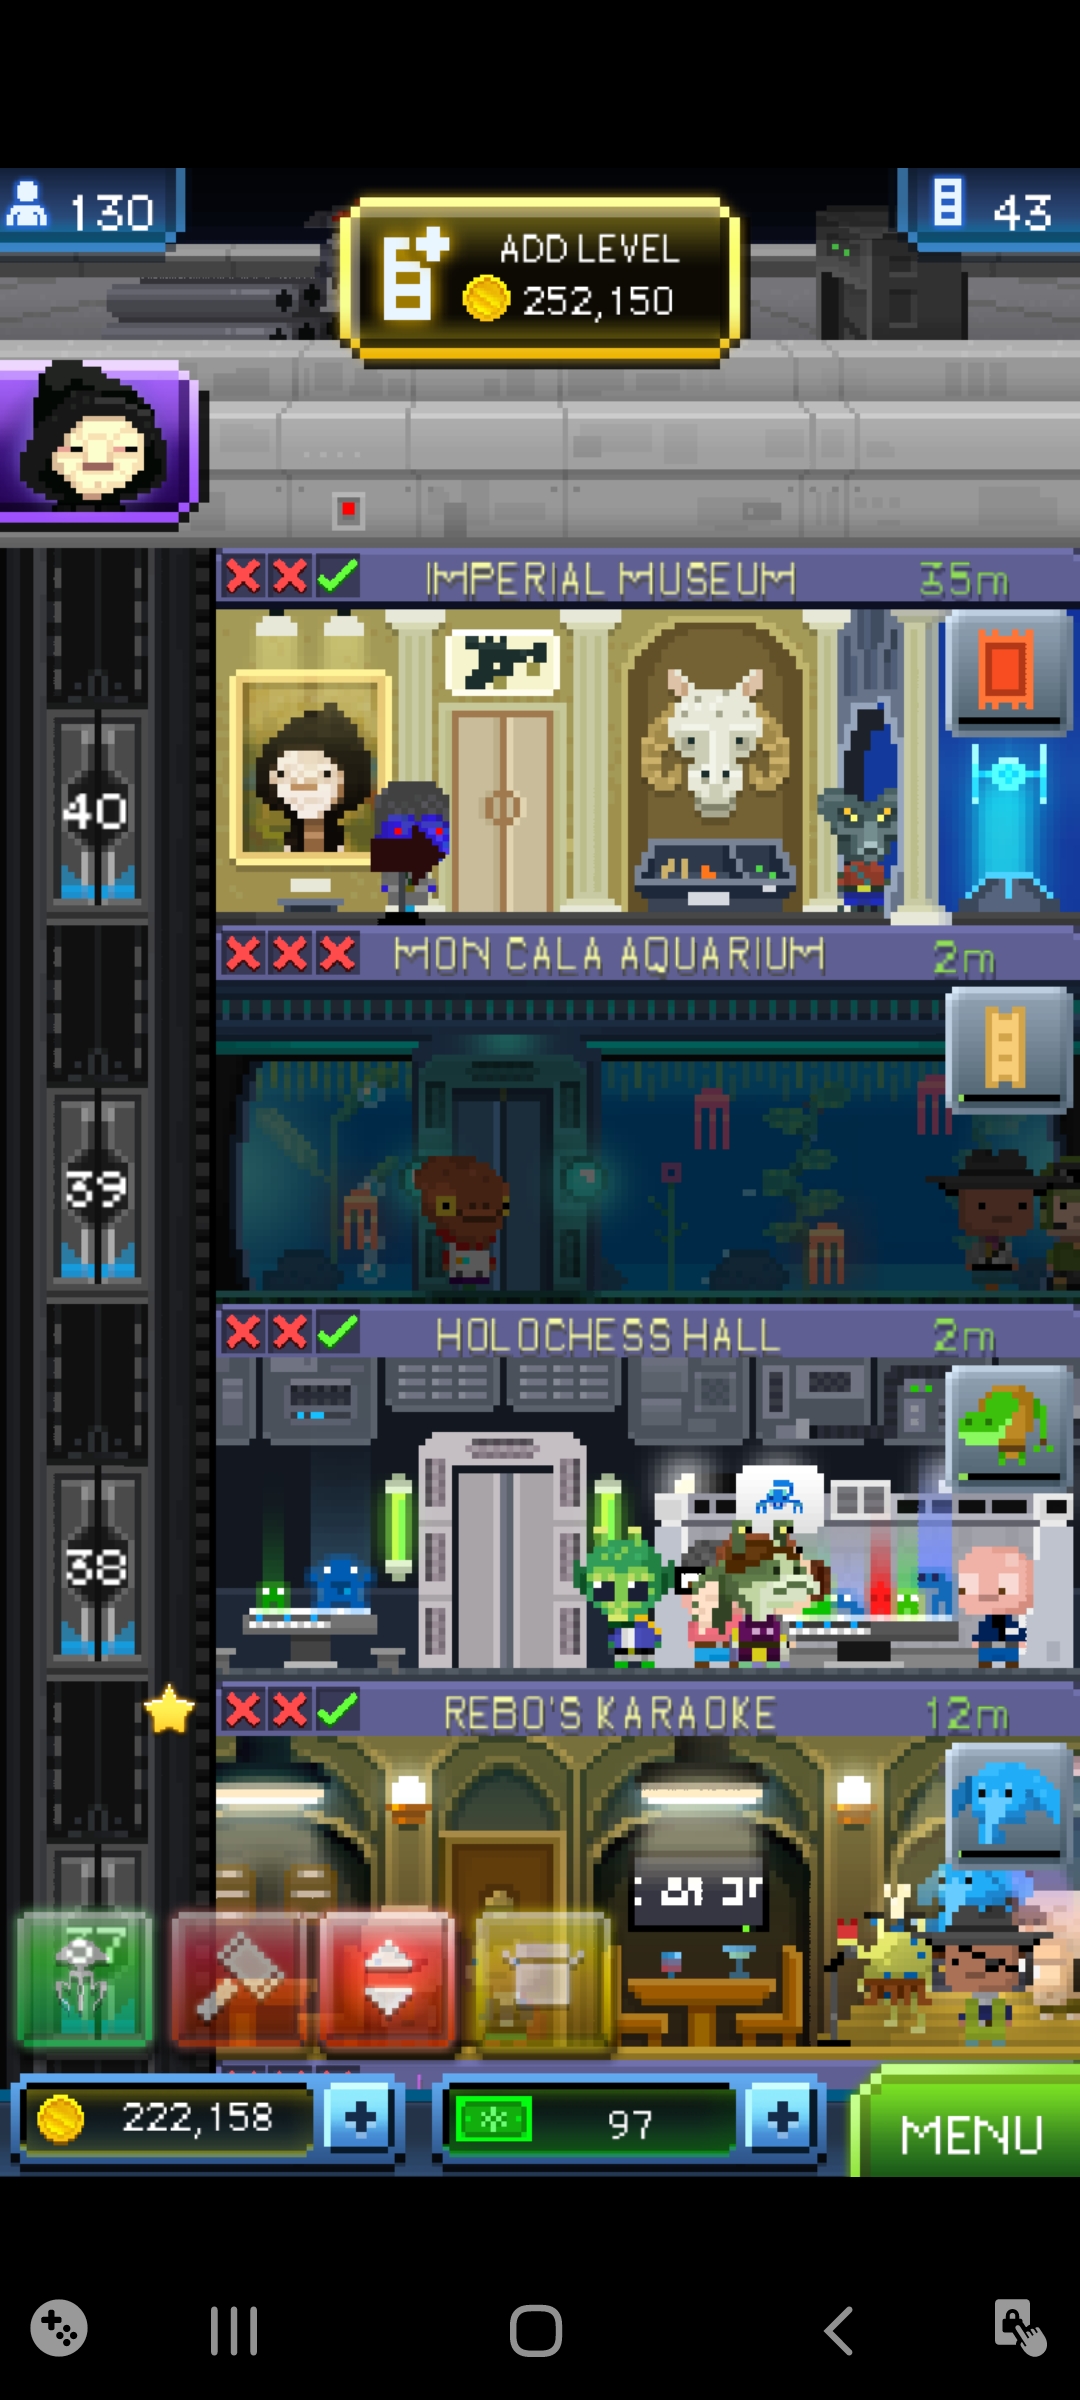 130
43
ADD LEVEL
252,150
IMPERIAL MUSEUM 35m
40
MON CALA AQUARIUM 2m
39
HOLOCHESS HALL 2m
38
REBO'S KARAOKE 12m
37
222,158
97
MENU